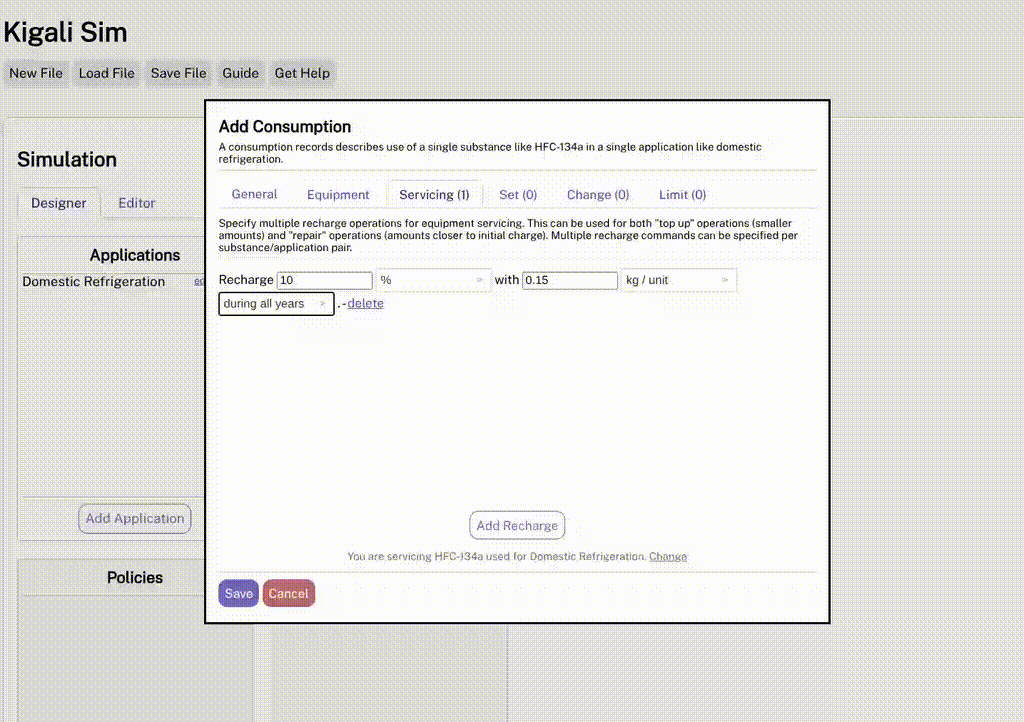 Kigali Sim
New File Load File Save File Guide Get Help
Simulation
Designer Editor
Applications
Domestic Refrigeration
Add Application
Policies
Add Consumption
A consumption records describes use of a single substance like HFC-134a in a single application like domestic
refrigeration.
General Equipment Servicing (1) Set (0) Change (0) Limit (0)
Specify multiple recharge operations for equipment servicing. This can be used for both "top up" operations (smaller
amounts) and "repair" operations (amounts closer to initial charge). Multiple recharge commands can be specified per
substance/application pair.
Recharge 10 % > with 0.15 kg / unit >
during all years > . - delete
Add Recharge
You are servicing HFC-134a used for Domestic Refrigeration. Change
Save Cancel